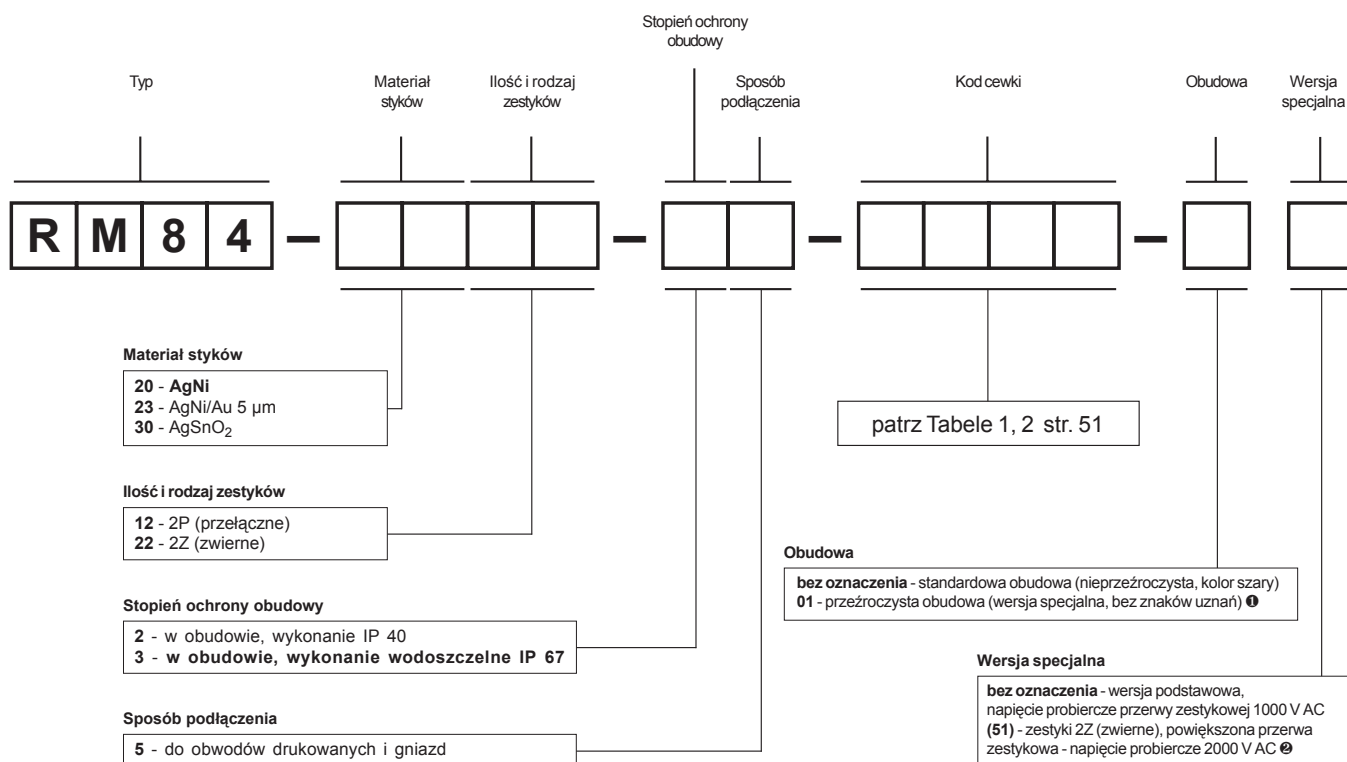 Stopień ochrony
obudowy
Typ
Materiał
styków
Ilość i rodzaj
zestyków
Sposób
podłączenia
Kod cewki
Obudowa
Wersja
specjalna
R M 8 4 – – – –
Materiał styków
20 - AgNi
23 - AgNi/Au 5 µm
30 - AgSnO₂
patrz Tabele 1, 2 str. 51
Ilość i rodzaj zestyków
12 - 2P (przełączne)
22 - 2Z (zwierne)
Obudowa
bez oznaczenia - standardowa obudowa (nieprzeźroczysta, kolor szary)
01 - przeźroczysta obudowa (wersja specjalna, bez znaków uznań) ❶
Stopień ochrony obudowy
2 - w obudowie, wykonanie IP 40
3 - w obudowie, wykonanie wodoszczelne IP 67
Wersja specjalna
bez oznaczenia - wersja podstawowa,
napięcie probiercze przerwy zestykowej 1000 V AC
(51) - zestyki 2Z (zwierne), powiększona przerwa
zestykowa - napięcie probiercze 2000 V AC ❷
Sposób podłączenia
5 - do obwodów drukowanych i gniazd